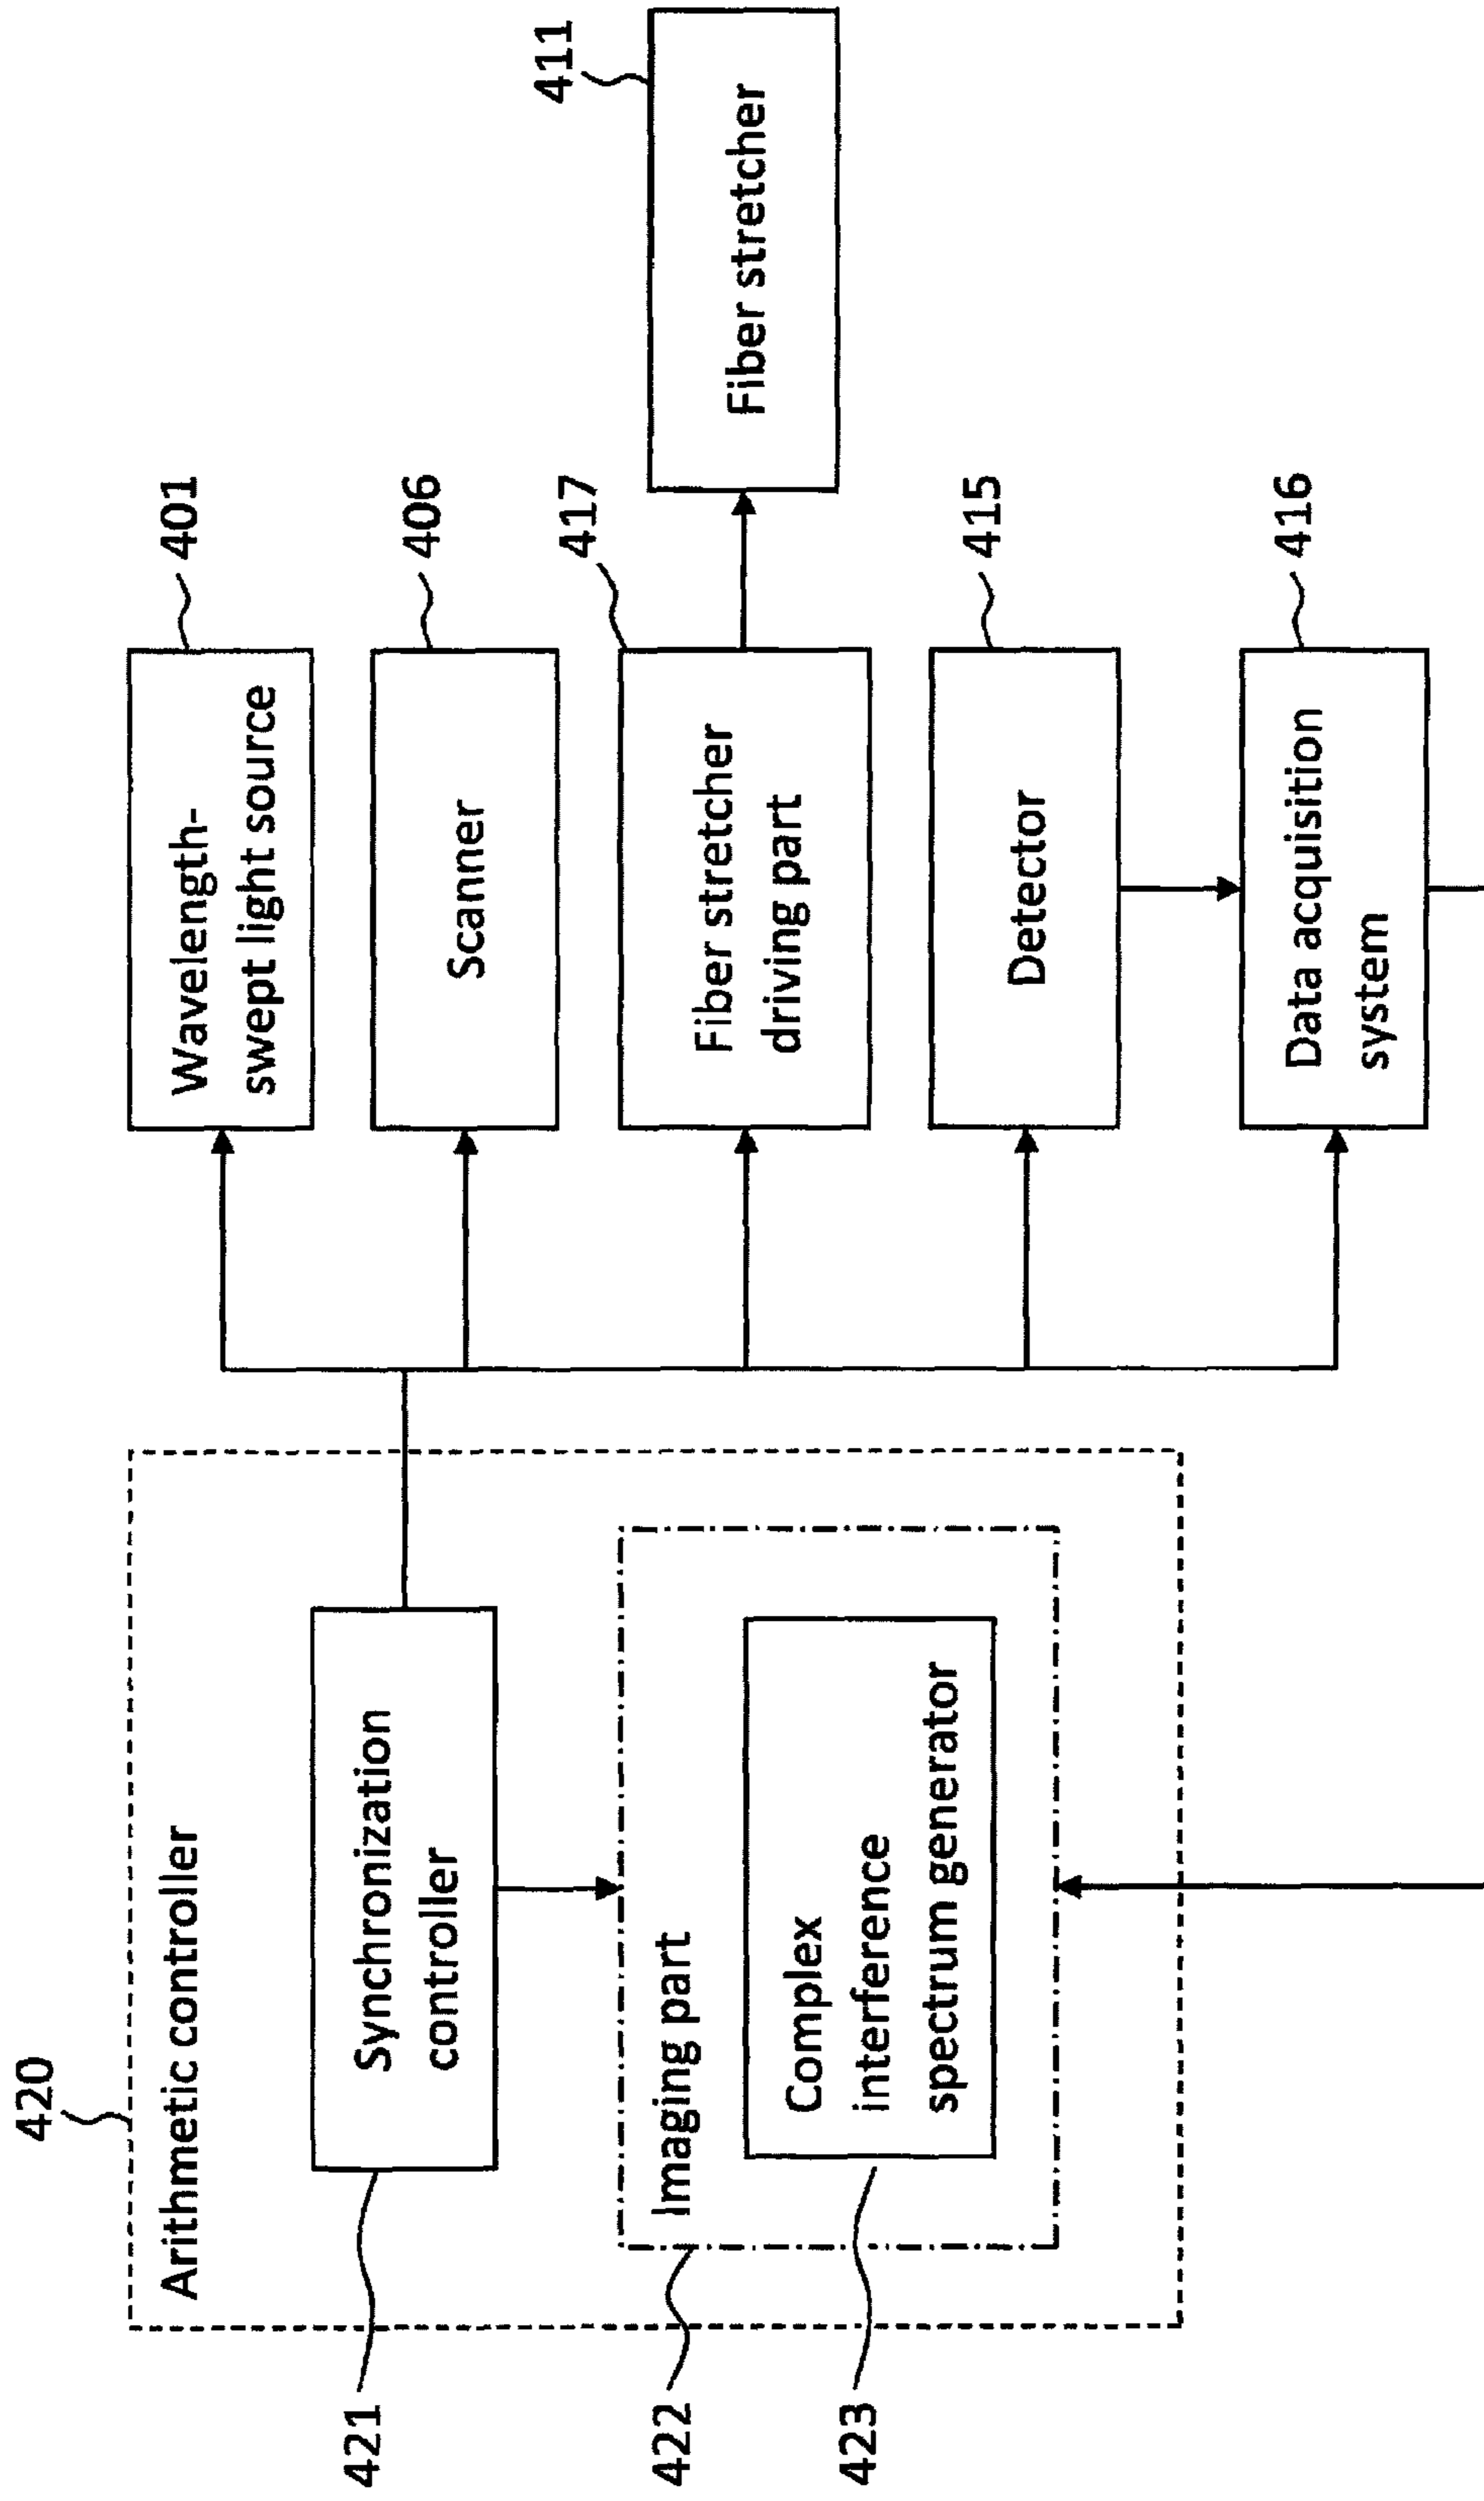 420
Arithmetic controller
421
Synchronization
controller
422
Imaging part
423
Complex
interference
spectrum generator
401
Wavelength-
swept light source
406
Scanner
417
Fiber stretcher
driving part
411
Fiber stretcher
415
Detector
416
Data acquisition
system